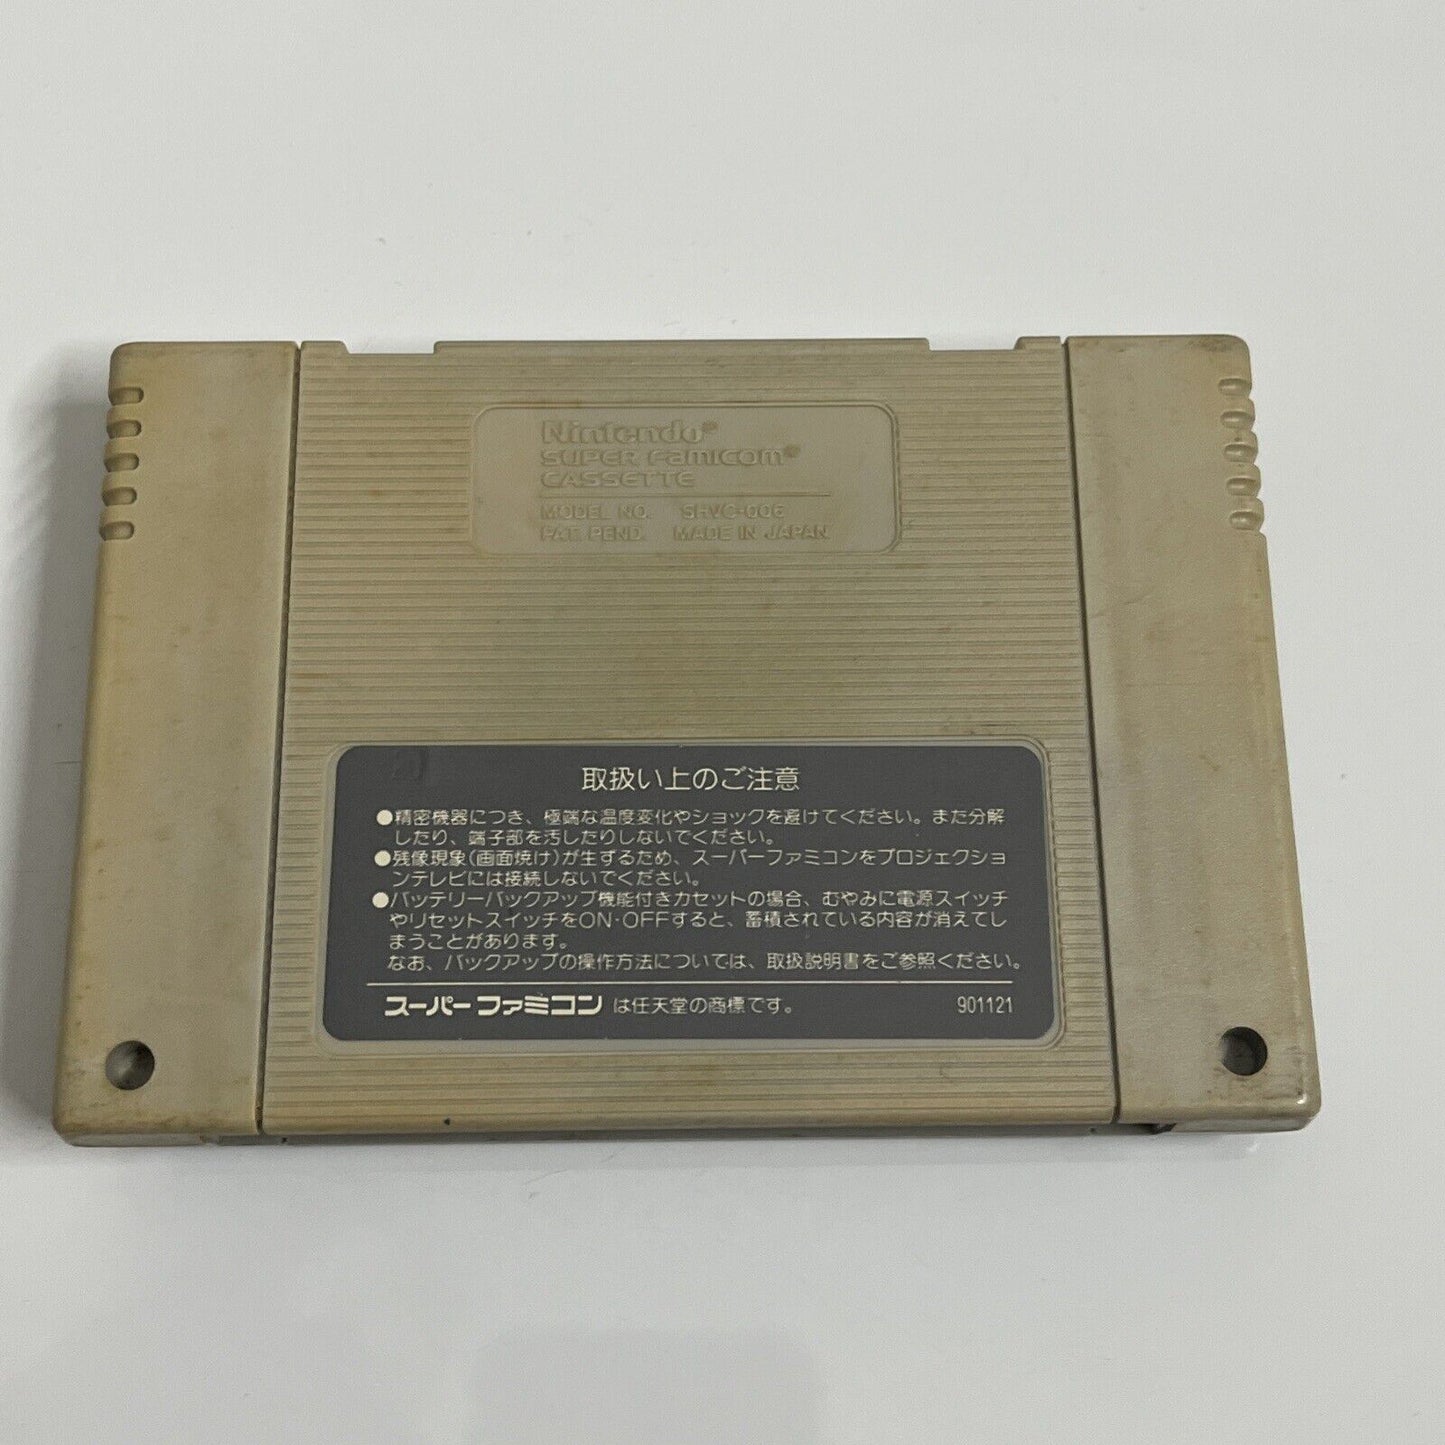 Nintendo®
SUPER Famicom®
CASSETTE
MODEL NO. SHVC-006
PAT. PEND. MADE IN JAPAN
取扱い上のご注意
●精密機器につき、極端な温度変化やショックを避けてください。また分解
したり、端子部を汚したりしないでください。
●残像現象(画面焼け)が生ずるため、スーパーファミコンをプロジェクショ
ンテレビには接続しないでください。
●バッテリーバックアップ機能付きカセットの場合、むやみに電源スイッチ
やリセットスイッチをON・OFFすると、蓄積されている内容が消えてし
まうことがあります。
なお、バックアップの操作方法については、取扱説明書をご参照ください。
スーパーファミコン は任天堂の商標です。 901121